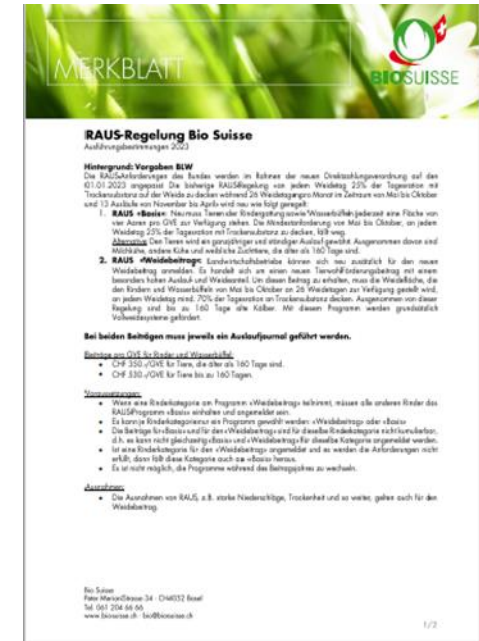 MERKBLATT
BIOSUISSE
RAUS-Regelung Bio Suisse
Ausführungsbestimmungen 2023
Hintergrund: Vorgaben BLW
Die RAUS-Anforderungen des Bundes werden im Rahmen der neuen Direktzahlungsverordnung auf den
01.01.2023 angepasst. Die bisherige RAUS-Regelung von jedem Weidetag 25% der Tagesration mit
Trockensubstanz auf der Weide zu decken während 26 Weidetagen pro Monat im Zeitraum von Mai bis Oktober
und 13 Ausläufe von November bis April wird neu wie folgt geregelt:
1. RAUS «Basis»: Neu muss Tieren der Rindergattung sowie Wasserbüffeln jederzeit eine Fläche von
vier Aaren pro GVE zur Verfügung stehen. Die Mindestanforderung von Mai bis Oktober, an jedem
Weidetag 25% der Tagesration mit Trockensubstanz zu decken, fällt weg.
Alternative: Den Tieren wird ein ganzjähriger und ständiger Auslauf gewährt. Ausgenommen davon sind
Milchkühe, andere Kühe und weibliche Zuchttiere, die älter als 160 Tage sind.
2. RAUS «Weidebeitrag»: Landwirtschaftsbetriebe können sich neu zusätzlich für den neuen
Weidebeitrag anmelden. Es handelt sich um einen neuen Tierwohl-Förderungsbeitrag mit einem
besonders hohen Auslauf- und Weideanteil. Um diesen Beitrag zu erhalten, muss die Weidefläche, die
den Rindern und Wasserbüffeln von Mai bis Oktober an 26 Weidetagen zur Verfügung gestellt wird,
an jedem Weidetag mind. 70% der Tagesration an Trockensubstanz decken. Ausgenommen von dieser
Regelung sind bis zu 160 Tage alte Kälber. Mit diesem Programm werden grundsätzlich
Vollweidesysteme gefördert.
Bei beiden Beiträgen muss jeweils ein Auslaufjournal geführt werden.
Beiträge pro GVE für Rinder und Wasserbüffel:
• CHF 350.-/GVE für Tiere, die älter als 160 Tage sind.
• CHF 530.-/GVE für Tiere bis zu 160 Tagen.
Voraussetzungen:
• Wenn eine Rinderkategorie am Programm «Weidebeitrag» teilnimmt, müssen alle anderen Rinder das
RAUS-Programm «Basis» einhalten und angemeldet sein.
• Es kann je Rinderkategorie nur ein Programm gewählt werden: «Weidebeitrag» oder «Basis»
• Die Beiträge für «Basis» und für den «Weidebeitrag» sind für dieselbe Rinderkategorie nicht kumulierbar,
d.h. es kann nicht gleichzeitig «Basis» und «Weidebeitrag» für dieselbe Kategorie angemeldet werden.
• Ist eine Rinderkategorie für den «Weidebeitrag» angemeldet und es werden die Anforderungen nicht
erfüllt, dann fällt diese Kategorie auch aus «Basis» heraus.
• Es ist nicht möglich, die Programme während des Beitragsjahres zu wechseln.
Ausnahmen:
• Die Ausnahmen von RAUS, z.B. starke Niederschläge, Trockenheit und so weiter, gelten auch für den
Weidebeitrag.
Bio Suisse
Peter Merian-Strasse 34 · CH-4052 Basel
Tel. 061 204 66 66
www.biosuisse.ch · bio@biosuisse.ch
1/2